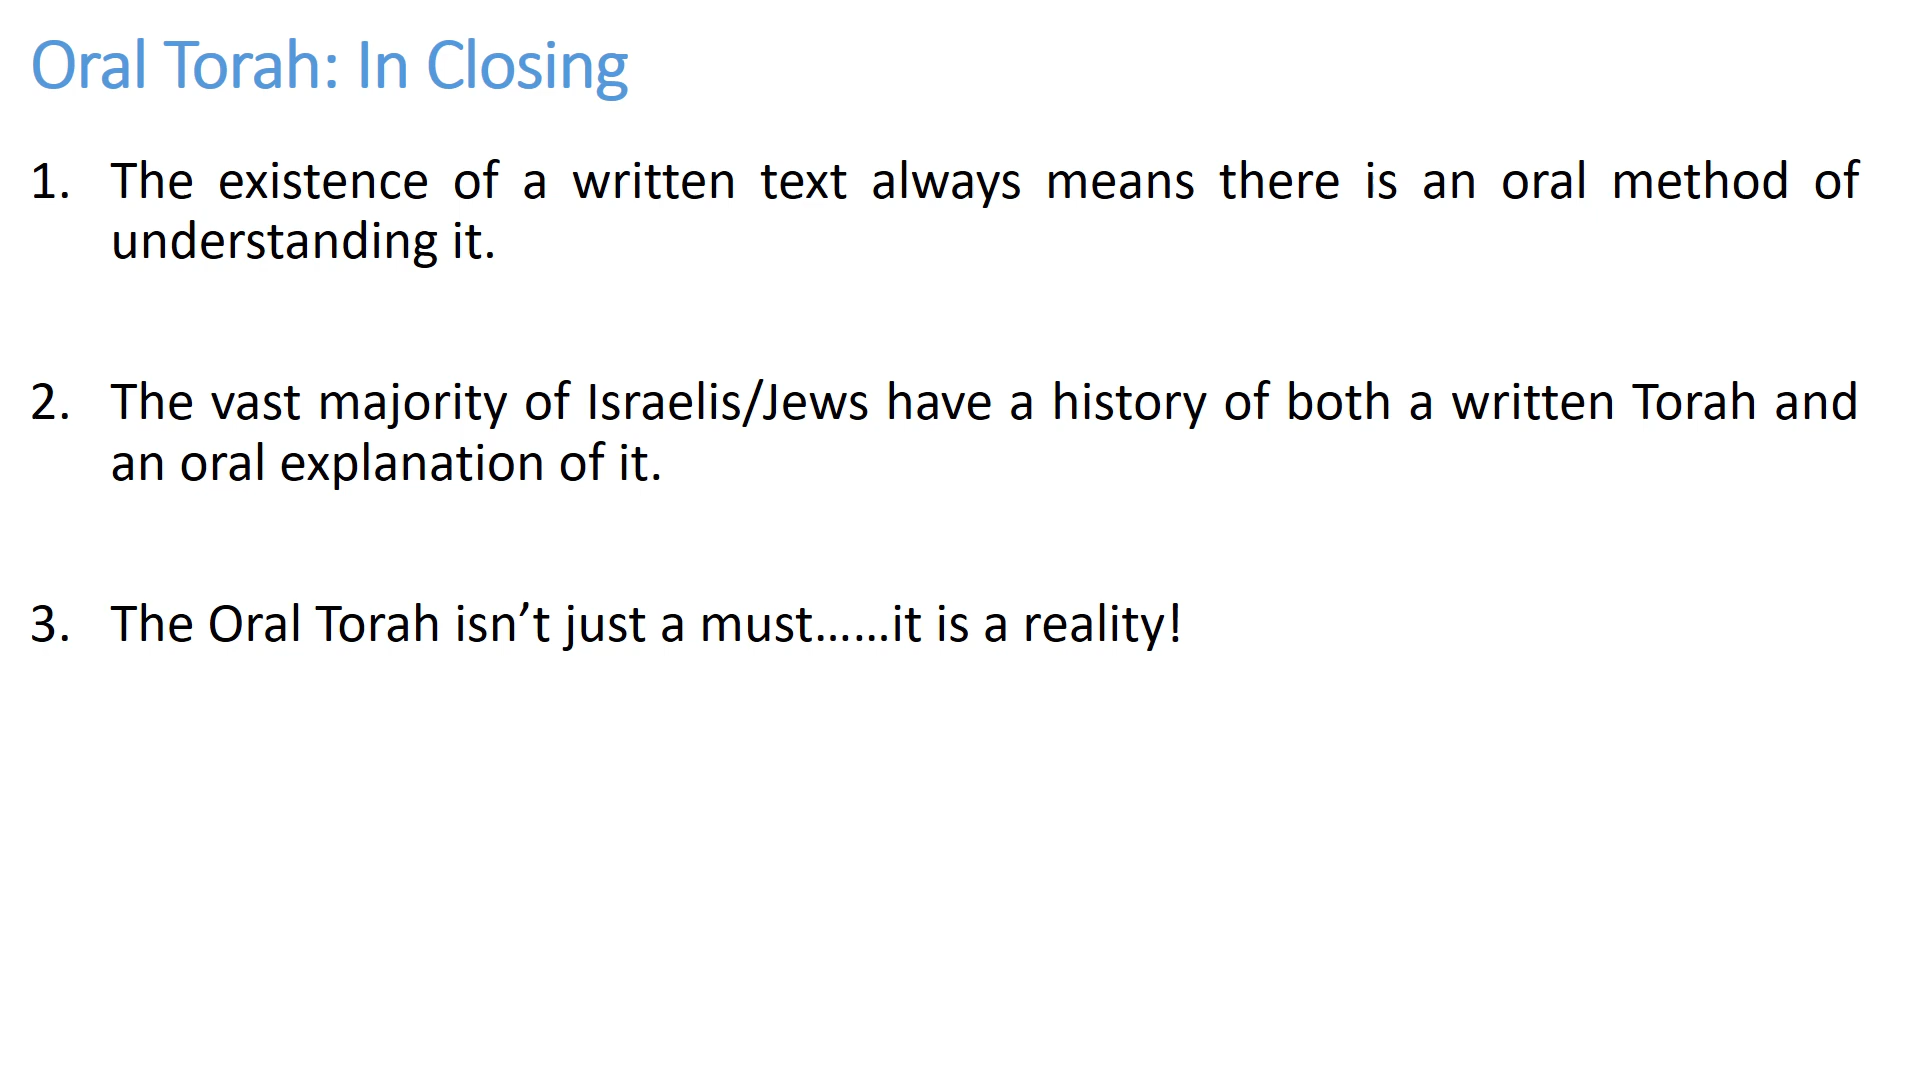 Oral Torah: In Closing
1. The existence of a written text always means there is an oral method of
understanding it.
2. The vast majority of Israelis/Jews have a history of both a written Torah and
an oral explanation of it.
3. The Oral Torah isn’t just a must……it is a reality!